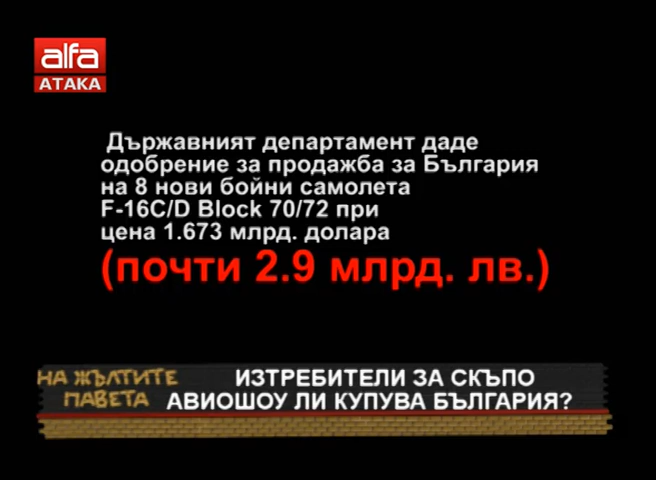 alfa
АТАКА
Държавният департамент даде
одобрение за продажба за България
на 8 нови бойни самолета
F-16C/D Block 70/72 при
цена 1.673 млрд. долара
(почти 2.9 млрд. лв.)
НА ЖЪЛТИТЕ
ПАВЕТА
ИЗТРЕБИТЕЛИ ЗА СКЪПО
АВИОШОУ ЛИ КУПУВА БЪЛГАРИЯ?